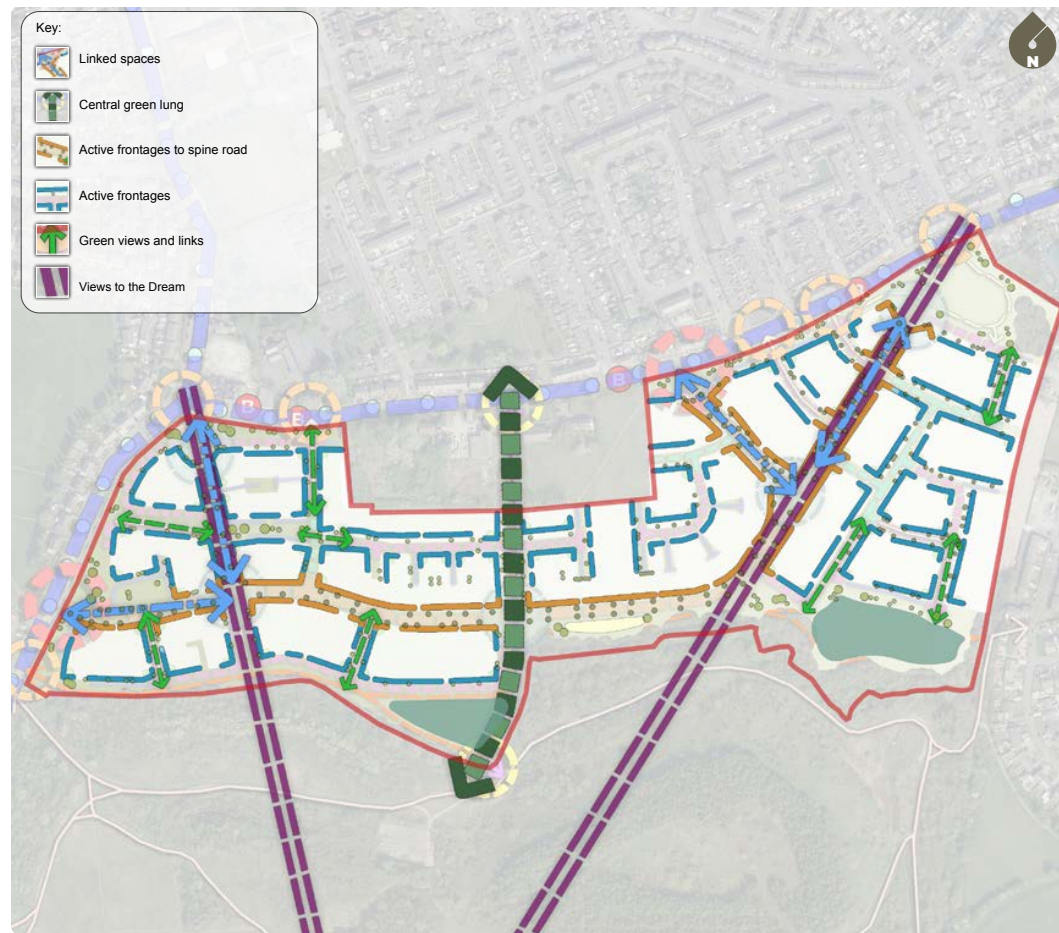 Key:
Linked spaces
Central green lung
Active frontages to spine road
Active frontages
Green views and links
Views to the Dream
N
B
B